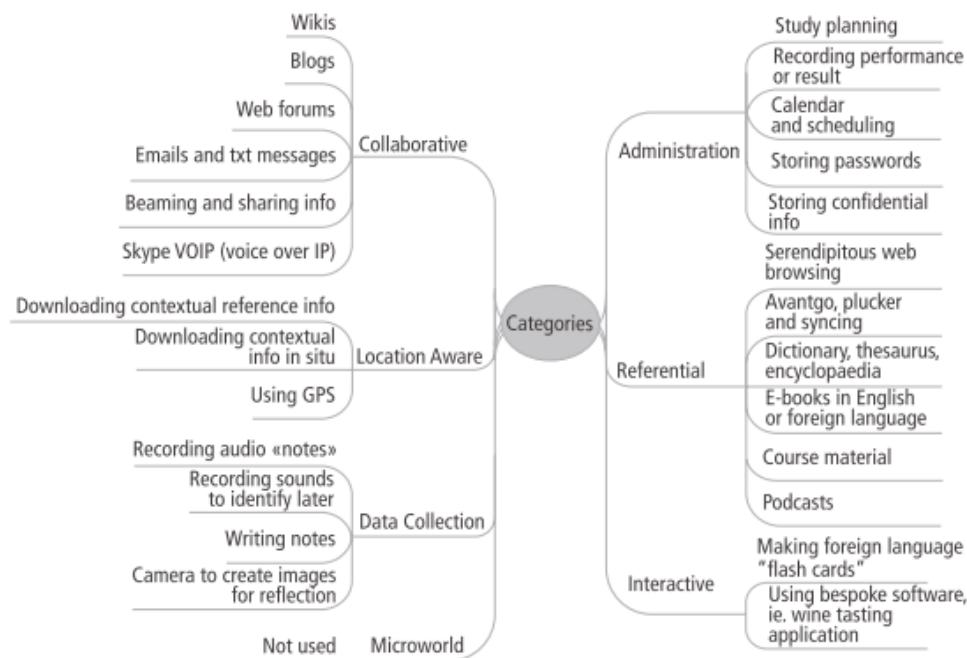 Wikis
Blogs
Web forums
Emails and txt messages
Beaming and sharing info
Skype VOIP (voice over IP)
Collaborative
Downloading contextual reference info
Downloading contextual
info in situ
Using GPS
Location Aware
Recording audio «notes»
Recording sounds
to identify later
Writing notes
Camera to create images
for reflection
Data Collection
Not used
Microworld
Categories
Administration
Study planning
Recording performance
or result
Calendar
and scheduling
Storing passwords
Storing confidential
info
Referential
Serendipitous web
browsing
Avantgo, plucker
and syncing
Dictionary, thesaurus,
encyclopaedia
E-books in English
or foreign language
Course material
Podcasts
Interactive
Making foreign language
“flash cards”
Using bespoke software,
ie. wine tasting
application